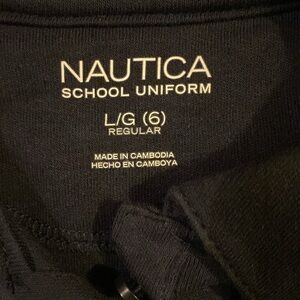 NAUTICA
SCHOOL UNIFORM
L/G (6)
REGULAR
MADE IN CAMBODIA
HECHO EN CAMBOYA